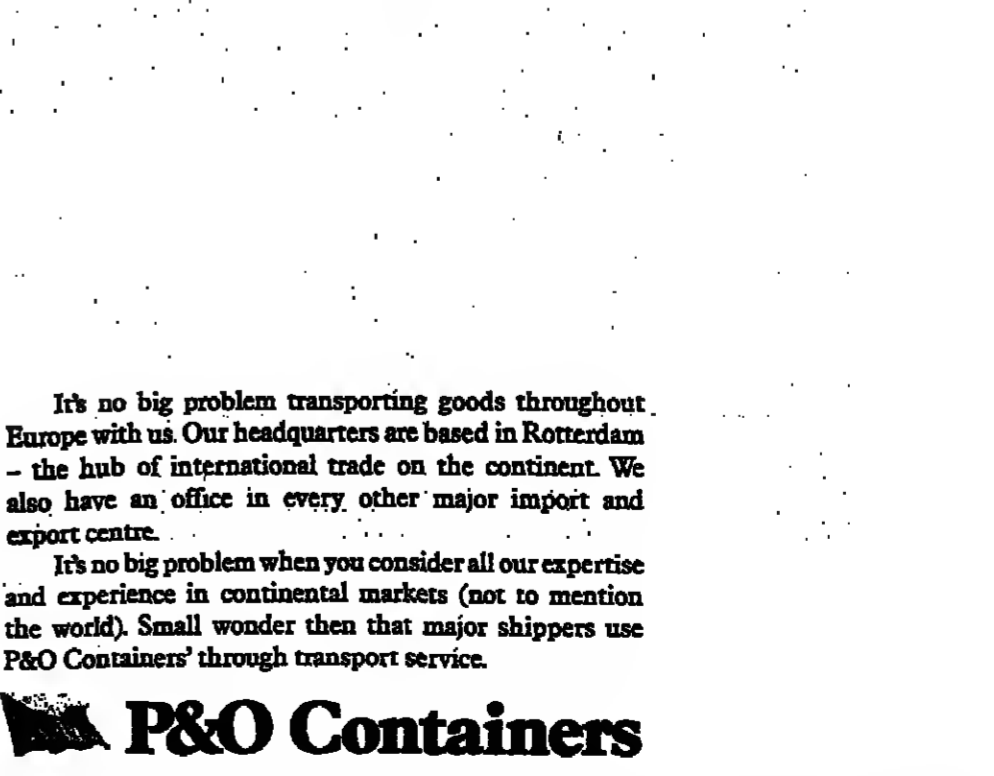 It's no big problem transporting goods throughout
Europe with us. Our headquarters are based in Rotterdam
– the hub of international trade on the continent. We
also have an office in every other major import and
export centre.
It's no big problem when you consider all our expertise
and experience in continental markets (not to mention
the world). Small wonder then that major shippers use
P&O Containers' through transport service.
P&O Containers